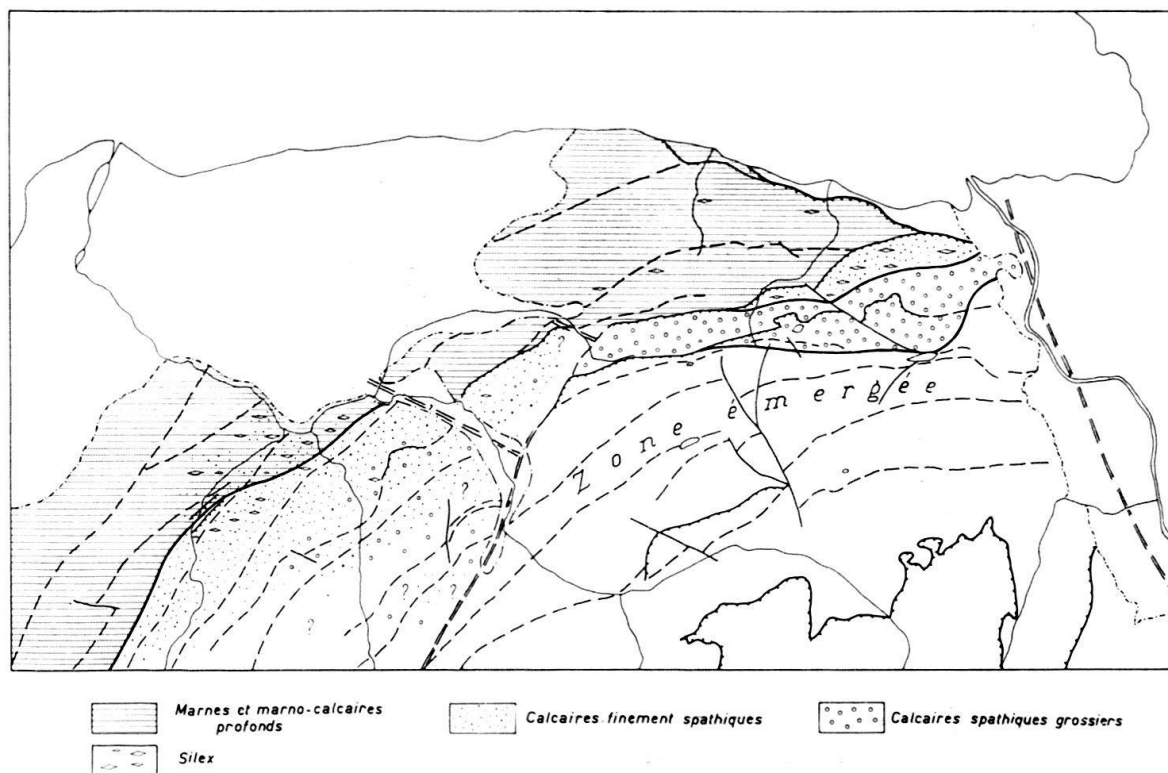 Zone émergée
?
?
?
?
?
Marnes et marno-calcaires
profonds
Calcaires finement spathiques
Calcaires spathiques grossiers
Silex